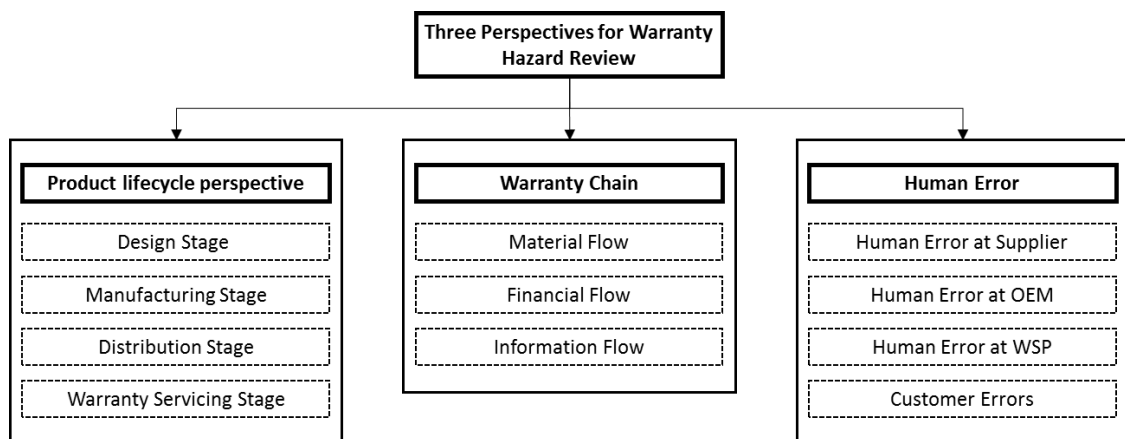 Three Perspectives for Warranty
Hazard Review
Product lifecycle perspective
Design Stage
Manufacturing Stage
Distribution Stage
Warranty Servicing Stage
Warranty Chain
Material Flow
Financial Flow
Information Flow
Human Error
Human Error at Supplier
Human Error at OEM
Human Error at WSP
Customer Errors